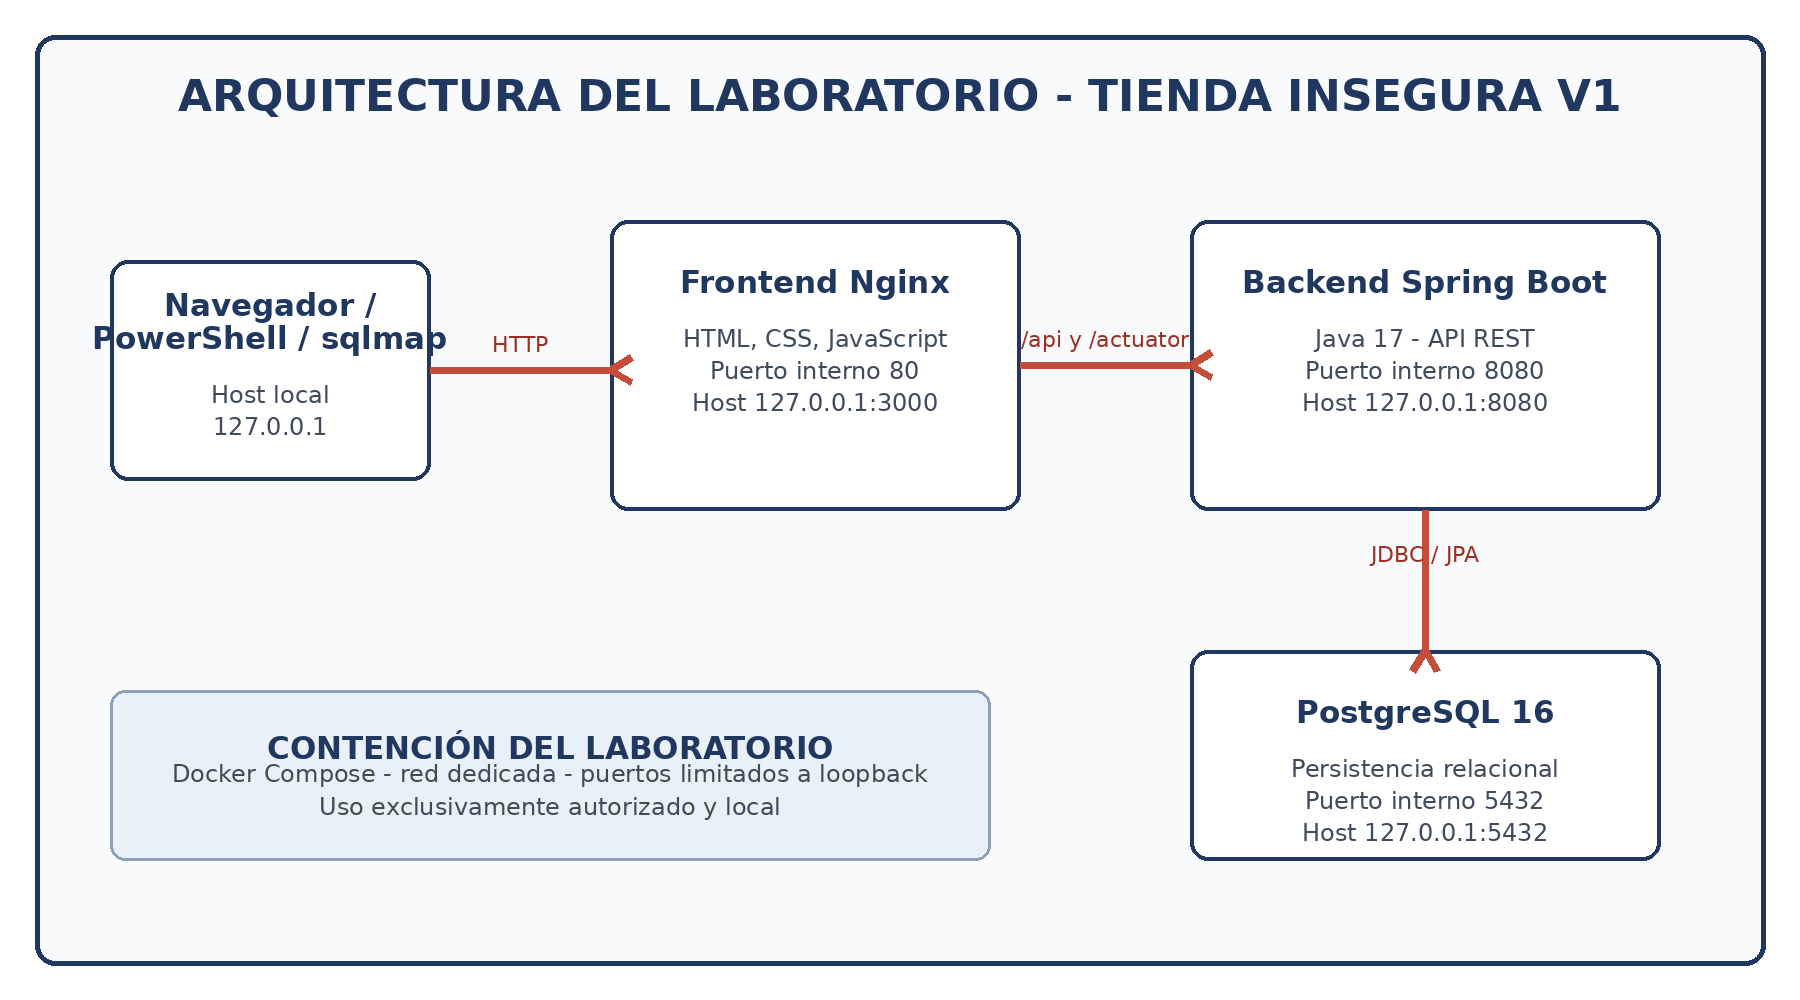 ARQUITECTURA DEL LABORATORIO - TIENDA INSEGURA V1
Navegador /
PowerShell / sqlmap
Host local
127.0.0.1
HTTP
Frontend Nginx
HTML, CSS, JavaScript
Puerto interno 80
Host 127.0.0.1:3000
/api y /actuator
Backend Spring Boot
Java 17 - API REST
Puerto interno 8080
Host 127.0.0.1:8080
JDBC / JPA
PostgreSQL 16
Persistencia relacional
Puerto interno 5432
Host 127.0.0.1:5432
CONTENCIÓN DEL LABORATORIO
Docker Compose - red dedicada - puertos limitados a loopback
Uso exclusivamente autorizado y local